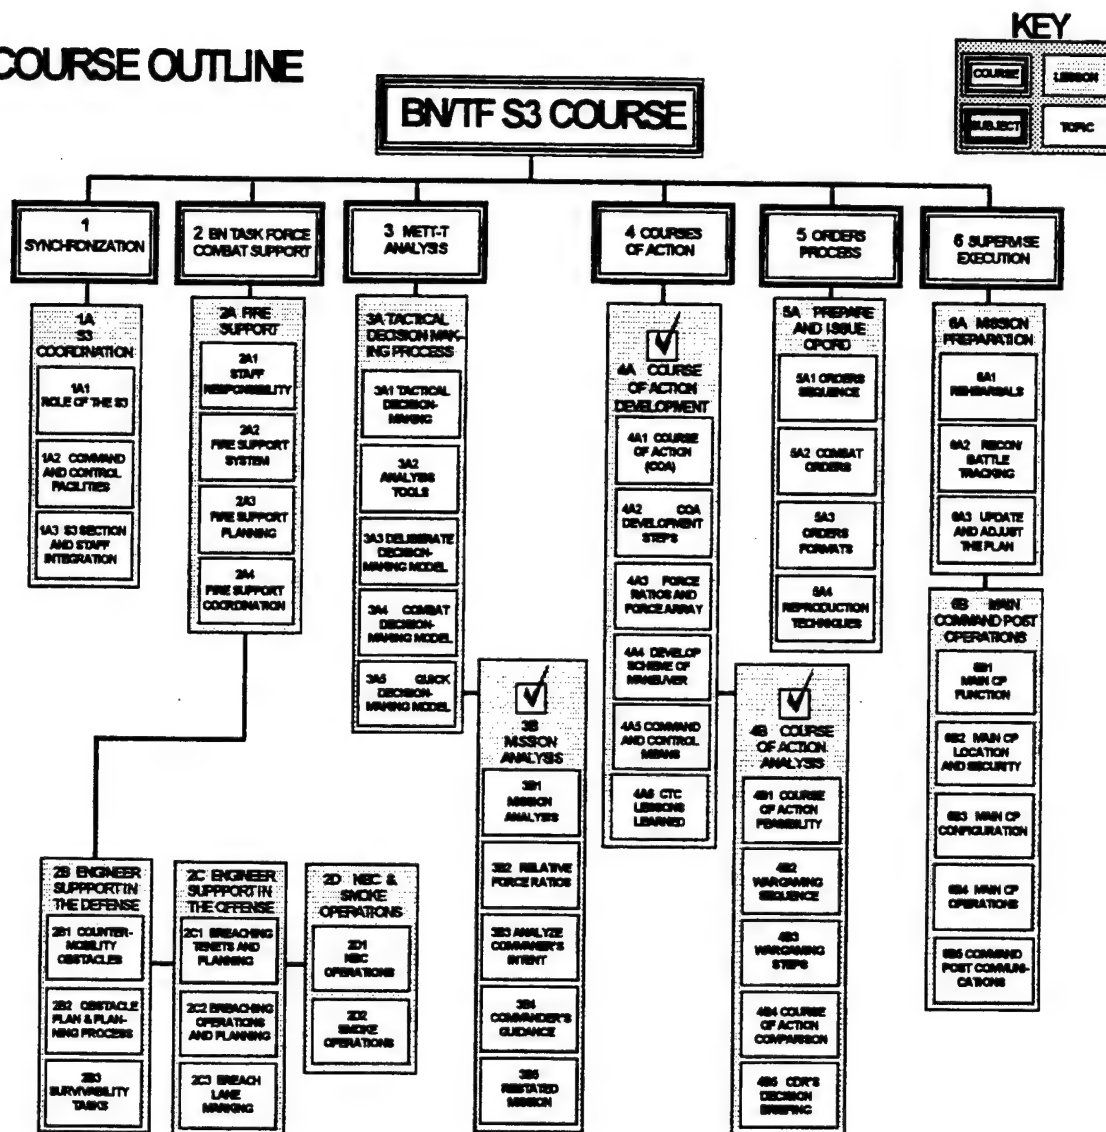 COURSE OUTLINE
KEY
COURSE
LESSON
SUBJECT
TOPIC
BN/TF S3 COURSE
1
SYNCHRONIZATION
2 BN TASK FORCE
COMBAT SUPPORT
3 METT-T
ANALYSIS
4 COURSES
OF ACTION
5 ORDERS
PROCESS
6 SUPERVISE
EXECUTION
1A
S3
COORDINATION
1A1
ROLE OF THE S3
1A2 COMMAND
AND CONTROL
FACILITIES
1A3 S3 SECTION
AND STAFF
INTEGRATION
2A FIRE
SUPPORT
2A1
STAFF
RESPONSIBILITY
2A2
FIRE SUPPORT
SYSTEM
2A3
FIRE SUPPORT
PLANNING
2A4
FIRE SUPPORT
COORDINATION
3A TACTICAL
DECISION MAK-
ING PROCESS
3A1 TACTICAL
DECISION-
MAKING
3A2
ANALYSIS
TOOLS
3A3 DELIBERATE
DECISION-
MAKING MODEL
3A4 COMBAT
DECISION-
MAKING MODEL
3A5 QUICK
DECISION-
MAKING MODEL
4A COURSE
OF ACTION
DEVELOPMENT
4A1 COURSE
OF ACTION
(COA)
4A2 COA
DEVELOPMENT
STEPS
4A3 FORCE
RATIOS AND
FORCE ARRAY
4A4 DEVELOP
SCHEME OF
MANEUVER
4A5 COMMAND
AND CONTROL
MEANS
4A6 CTC
LESSONS
LEARNED
5A PREPARE
AND ISSUE
OPORD
5A1 ORDERS
SEQUENCE
5A2 COMBAT
ORDERS
5A3
ORDERS
FORMATS
5A4
REPRODUCTION
TECHNIQUES
6A MISSION
PREPARATION
6A1
REHEARSALS
6A2 RECON/
BATTLE
TRACKING
6A3 UPDATE
AND ADJUST
THE PLAN
6B MAIN
COMMAND POST
OPERATIONS
6B1
MAIN CP
FUNCTION
6B2 MAIN CP
LOCATION
AND SECURITY
6B3 MAIN CP
CONFIGURATION
6B4 MAIN CP
OPERATIONS
6B5 COMMAND
POST COMMUNI-
CATIONS
3B
MISSION
ANALYSIS
3B1
MISSION
ANALYSIS
3B2 RELATIVE
FORCE RATIOS
3B3 ANALYZE
COMMANER'S
INTENT
3B4
COMMANDER'S
GUIDANCE
3B5
RESTATED
MISSION
4B COURSE
OF ACTION
ANALYSIS
4B1 COURSE
OF ACTION
FEASIBILITY
4B2
WARGAMING
SEQUENCE
4B3
WARGAMING
STEPS
4B4 COURSE
OF ACTION
COMPARISON
4B5 CDR'S
DECISION
BRIEFING
2B ENGINEER
SUPPPORT IN
THE DEFENSE
2B1 COUNTER-
MOBILITY
OBSTACLES
2B2 OBSTACLE
PLAN & PLAN-
NING PROCESS
2B3
SURVIVABILITY
TASKS
2C ENGINEER
SUPPPORT IN
THE OFFENSE
2C1 BREACHING
TENETS AND
PLANNING
2C2 BREACHING
OPERATIONS
AND PLANNING
2C3 BREACH
LANE
MARKING
2D NBC &
SMOKE
OPERATIONS
2D1
NBC
OPERATIONS
2D2
SMOKE
OPERATIONS